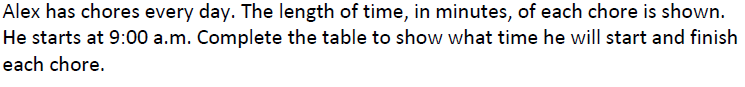 Alex has chores every day. The length of time, in minutes, of each chore is shown.
He starts at 9:00 a.m. Complete the table to show what time he will start and finish
each chore.